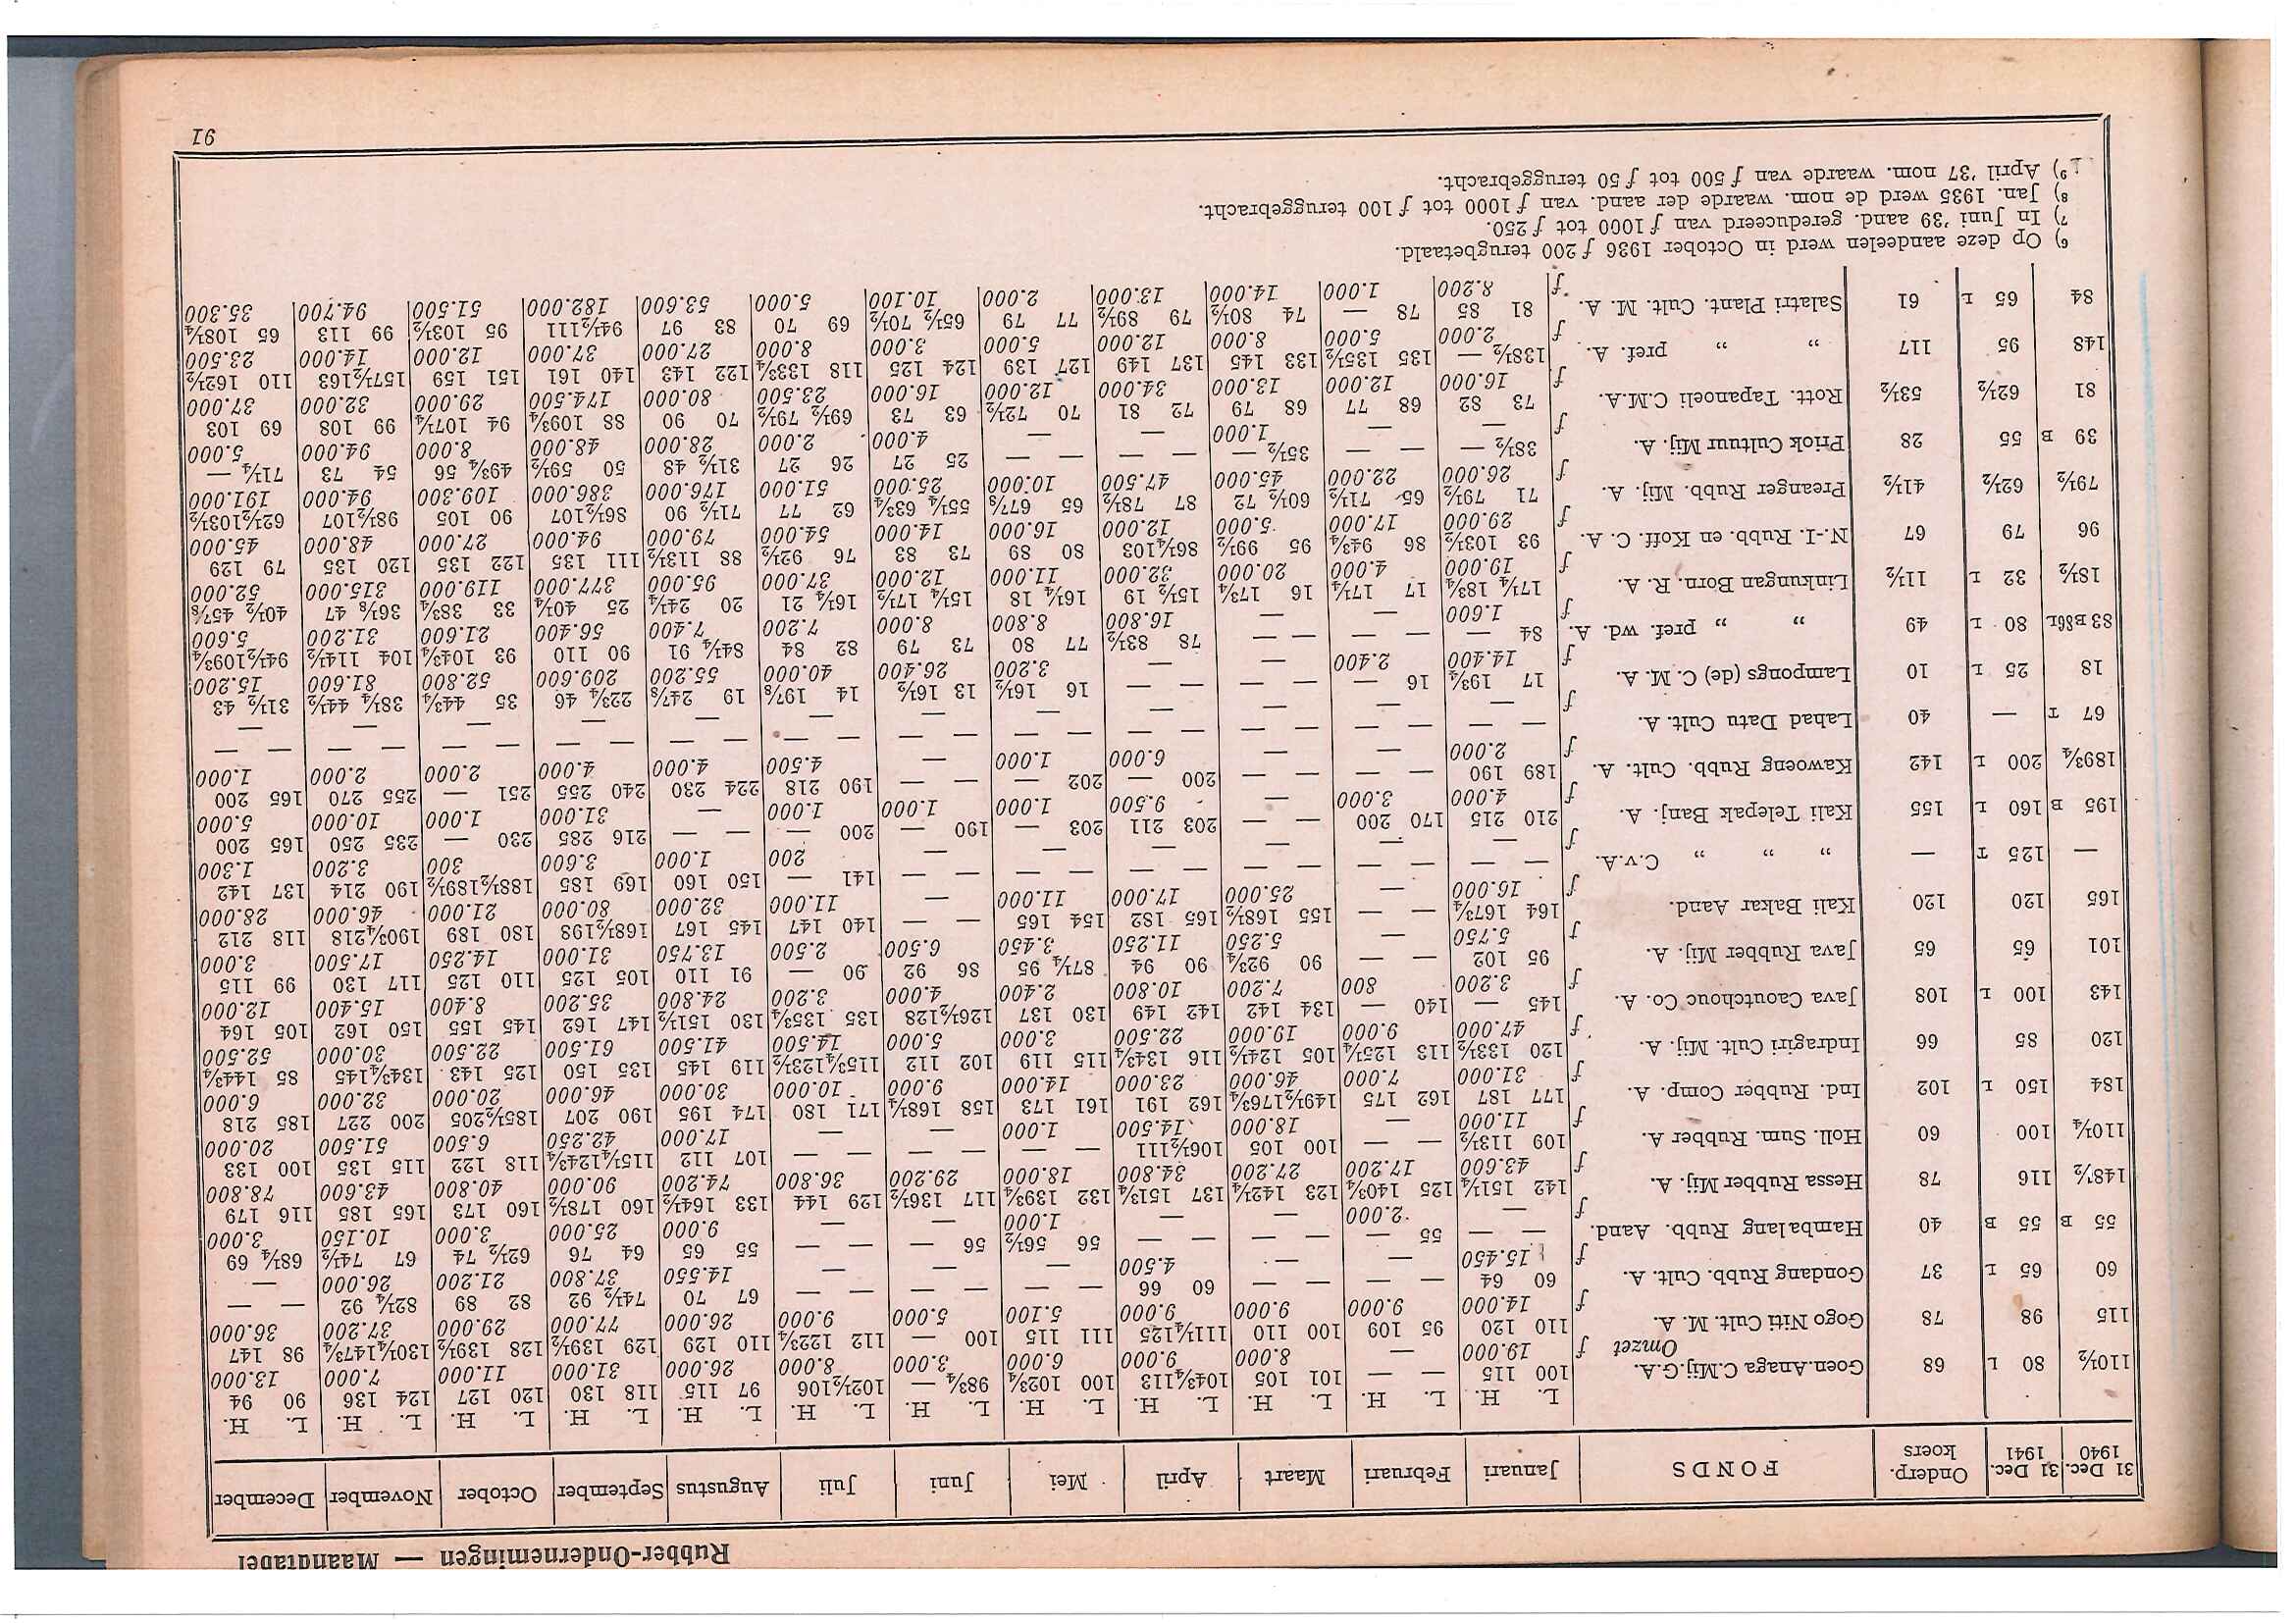 Rubber-Ondernemingen — Maandtabel
31 Dec. 1940 31 Dec. 1941 Onderp. koers FONDS Januari Februari Maart April Mei Juni Juli Augustus September October November December
L. H. L. H. L. H. L. H. L. H. L. H. L. H. L. H. L. H. L. H. L. H. L. H.
110½ 80 L 68 Goen.Anaga C.Mij.G.A. 100 115 — — 101 105 104¾ 113 100 102¾ 98¾ — 102½ 106 97 115 118 130 120 127 124 136 90 94
Omzet f 19.000 — 8.000 9.000 6.000 3.000 8.000 26.000 31.000 11.000 7.000 13.000
115 98 78 Gogo Niti Cult. M. A. 110 120 95 109 100 110 111¼ 125 111 115 100 — 112 122¾ 110 129 129 139½ 128 139½ 130¼ 147¾ 98 147
f 14.000 9.000 9.000 9.000 5.100 5.000 9.000 26.000 77.000 29.000 37.200 36.000
60 65 L 37 Gondang Rubb. Cult. A. 60 64 — — — — 60 66 — — — — — — 67 70 74½ 92 82 89 82¼ 92 — —
f 15.450 — — 4.500 — — — 14.550 37.800 21.200 26.000 —
55 B 55 B 40 Hambalang Rubb. Aand. — — 55 — — — — — 56 56½ 56 — — — 55 65 64 76 62½ 74 67 74½ 68¼ 69
f — 2.000 — — 1.000 — — 9.000 25.000 3.000 10.150 3.000
148½ 116 78 Hessa Rubber Mij. A. 142 151¼ 125 140¾ 123 142¼ 137 151¾ 132 139¾ 117 136½ 129 144 133 164½ 160 178½ 160 173 165 185 116 179
f 43.600 17.200 27.200 34.800 18.000 29.200 36.800 74.200 90.000 40.800 43.600 78.800
110¼ 100 60 Holl. Sum. Rubber A. 109 113½ — — 100 105 106½ 111 — — — — — — 107 112 115¼ 124¾ 118 122 115 135 100 133
f 11.000 — 18.000 14.500 1.000 — — 17.000 42.250 6.500 51.500 20.000
184 150 L 102 Ind. Rubber Comp. A. 177 187 162 175 149½ 176¾ 162 191 161 173 158 168¼ 171 180 174 195 190 207 185½ 205 200 227 185 218
f 31.000 7.000 46.000 23.000 14.000 9.000 10.000 30.000 46.000 20.000 32.000 6.000
120 85 66 Indragiri Cult. Mij. A. 120 133½ 113 125¼ 105 124½ 116 134¾ 115 119 102 112 115¾ 123½ 119 145 135 150 125 143 134¾ 145 85 144¾
f 47.000 9.000 19.000 22.500 3.000 5.000 14.500 41.500 61.500 22.500 30.000 52.500
143 100 L 108 Java Caoutchouc Co. A. 145 — 140 — 134 142 142 149 130 137 126½ 128 135 135¾ 130 151½ 147 162 145 155 150 162 105 164
f 3.200 800 7.200 10.800 2.400 4.000 3.200 24.800 35.200 8.400 15.400 12.000
101 65 65 Java Rubber Mij. A. 95 102 — — 90 92¾ 90 94 87¼ 95 86 92 90 — 91 110 105 125 110 125 117 130 99 115
f 5.750 — 5.250 11.250 3.450 6.500 2.500 13.750 31.000 14.250 17.500 3.000
165 120 120 Kali Bakar Aand. 164 167¾ — — 155 168½ 165 182 154 165 — — 140 147 145 167 168½ 198 180 189 190¾ 218 118 212
f 16.000 — 25.000 17.000 11.000 — 11.000 32.000 80.000 21.000 46.000 28.000
— 125 T — „ „ „ C.v.A. — — — — — — — — — — — — 141 — 150 160 169 185 188½ 189½ 190 214 137 142
f — — — — — — 200 1.000 3.600 300 3.200 1.300
195 B 160 L 155 Kali Telepak Banj. A. 210 215 170 200 — — 203 211 203 — 190 — 200 — — — 216 285 230 — 235 250 165 200
f 4.000 3.000 — 9.500 1.000 1.000 1.000 — 31.000 1.000 10.000 5.000
189¾ 200 L 142 Kawoeng Rubb. Cult. A. 189 190 — — — — 200 — 202 — — — 190 218 224 230 240 255 251 — 255 270 165 200
f 2.000 — — 6.000 1.000 — 4.500 4.000 4.000 2.000 2.000 1.000
67 T — 40 Lahad Datu Cult. A. — — — — — — — — — — — — — — — — — — — — — — — —
f — — — — — — — — — — — —
18 25 L 10 Lampongs (de) C. M. A. 17 19¾ 16 — — — — — 16 16½ 13 16½ 14 19⅞ 19 24⅞ 22¾ 46 35 44¾ 38¼ 44½ 31½ 43
f 14.400 2.400 — — 3.200 26.400 40.000 55.200 209.600 52.800 81.600 15.200
83 B 86 L 80 L 49 „ „ pref. wd. A. 84 — — — — — 78 83½ 77 80 73 79 82 84 84¼ 91 90 110 93 104¾ 104 114½ 94½ 109¾
f 1.600 — — 16.800 8.800 8.000 7.200 7.400 56.400 21.600 31.200 5.600
18½ 32 L 11½ Linkungan Born. R. A. 17¼ 18¾ 17 17¼ 16 17¾ 15½ 19 16¼ 18 15¼ 17½ 16¼ 21 20 24¼ 25 40¼ 33 38¾ 36⅛ 47 40½ 45⅞
f 19.000 4.000 20.000 32.000 11.000 12.000 37.000 95.000 377.000 119.000 315.000 52.000
96 79 67 N.-I. Rubb. en Koff. C. A. 93 103½ 86 94¾ 95 99½ 86¼ 103 80 89 73 83 76 92½ 88 113½ 111 135 122 135 120 135 79 129
f 29.000 17.000 5.000 12.000 16.000 14.000 54.000 79.000 94.000 27.000 48.000 45.000
79½ 62½ 41½ Preanger Rubb. Mij. A. 71 79½ 65 71½ 60½ 72 87 78½ 65 67⅞ 55¼ 63¾ 62 77 71½ 90 86½ 107 90 105 98½ 107 62½ 103½
f 26.000 22.000 45.000 47.500 10.000 25.000 51.000 176.000 386.000 109.300 94.000 191.000
39 B 55 28 Priok Cultuur Mij. A. 38½ — — — 35½ — — — — — 25 27 26 27 31½ 48 50 59½ 49¾ 56 54 73 71¼ —
f — — 1.000 — — 4.000 2.000 28.000 48.000 8.000 94.000 5.000
81 62½ 53½ Rott. Tapanoeli C.M.A. 73 82 68 77 68 79 72 81 70 72½ 63 73 69½ 79½ 70 90 88 109¾ 94 107¼ 99 108 69 103
f 16.000 12.000 13.000 34.000 12.000 16.000 23.500 80.000 174.500 29.000 32.000 37.000
148 95 117 „ „ pref. A. 138½ — 135 135½ 133 145 137 149 127 139 124 125 118 133¾ 122 143 140 161 151 159 157½ 163 110 162½
f 2.000 5.000 8.000 12.000 5.000 3.000 8.000 27.000 37.000 12.000 14.000 23.500
84 65 L 61 Salatri Plant. Cult. M. A. 81 85 78 — 74 80½ 79 89½ 77 79 65½ 70½ 69 70 83 97 94½ 111 95 103½ 99 113 65 108¼
f 8.200 1.000 14.000 13.000 2.000 10.100 5.000 53.600 182.000 51.500 94.700 35.300
⁶) Op deze aandeelen werd in October 1936 f 200 terugbetaald.
⁷) In Juni '39 aand. gereduceerd van f 1000 tot f 250.
⁸) Jan. 1935 werd de nom. waarde der aand. van f 1000 tot f 100 teruggebracht.
⁹) April '37 nom. waarde van f 500 tot f 50 teruggebracht.
91